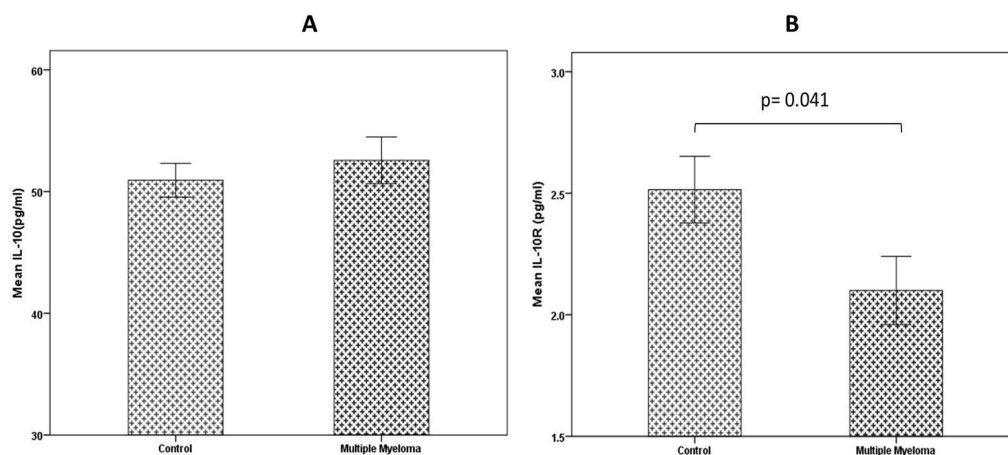 A
Mean IL-10(pg/ml)
60
50
40
30
Control
Multiple Myeloma
B
Mean IL-10R (pg/ml)
3.0
2.5
2.0
1.5
p= 0.041
Control
Multiple Myeloma